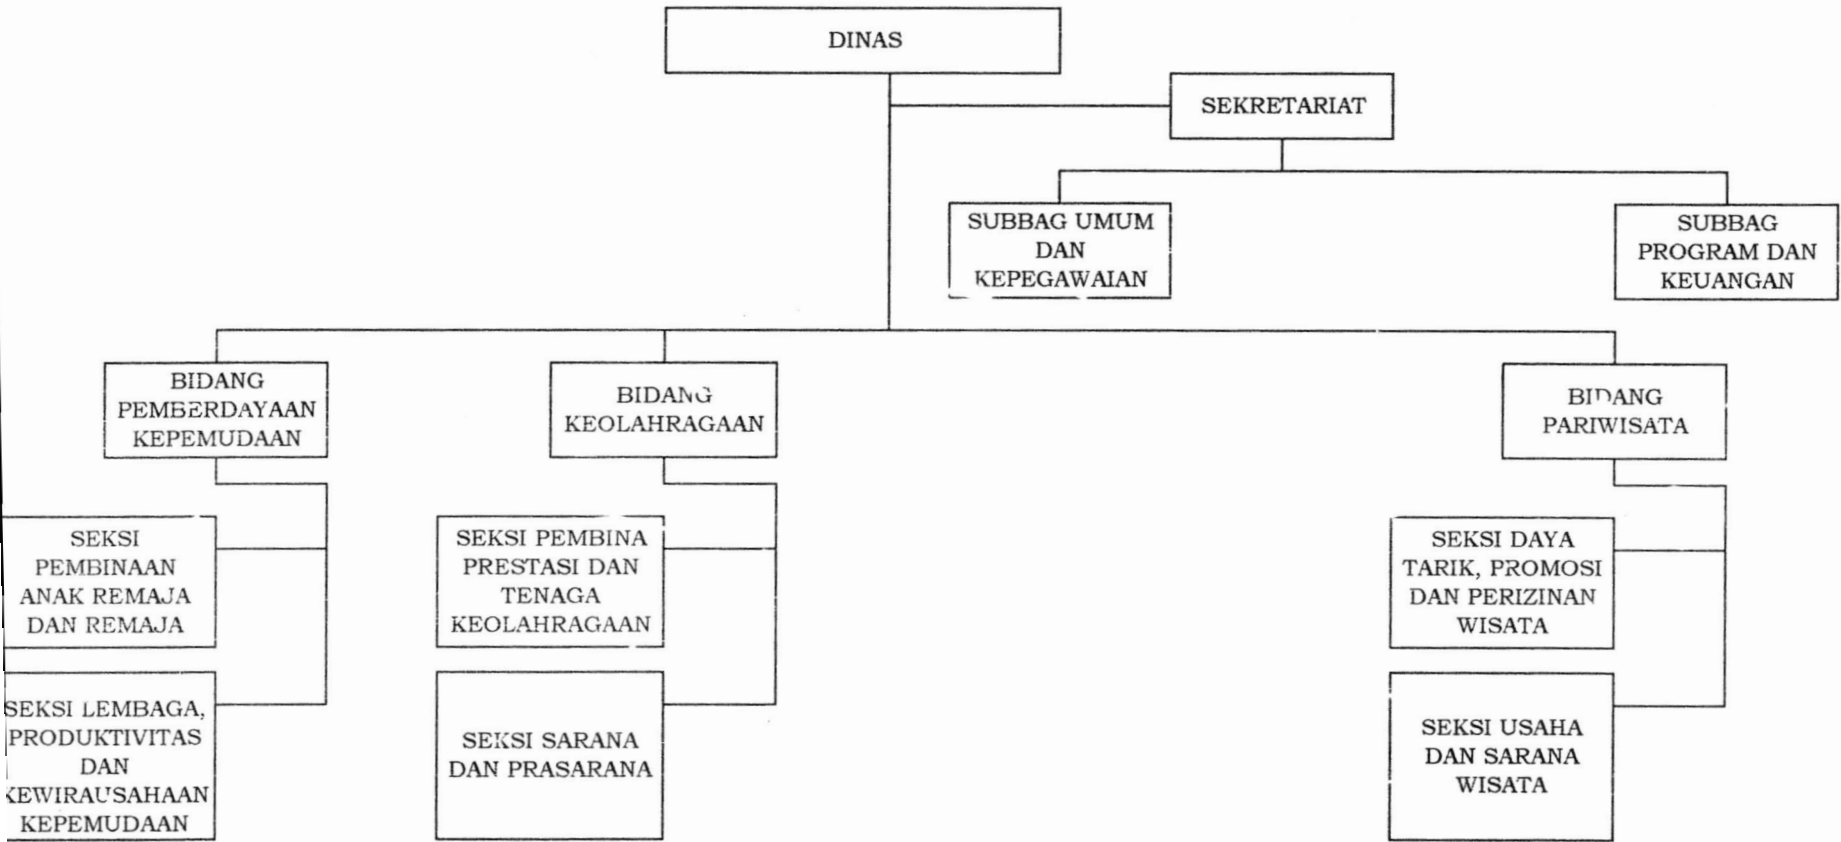 DINAS
SEKRETARIAT
SUBBAG UMUM
DAN
KEPEGAWAIAN
SUBBAG
PROGRAM DAN
KEUANGAN
BIDANG
PEMBERDAYAAN
KEPEMUDAAN
BIDANG
KEOLAHRAGAAN
BIDANG
PARIWISATA
SEKSI
PEMBINAAN
ANAK REMAJA
DAN REMAJA
SEKSI PEMBINA
PRESTASI DAN
TENAGA
KEOLAHRAGAAN
SEKSI DAYA
TARIK, PROMOSI
DAN PERIZINAN
WISATA
SEKSI LEMBAGA,
PRODUKTIVITAS
DAN
KEWIRAUSAHAAN
KEPEMUDAAN
SEKSI SARANA
DAN PRASARANA
SEKSI USAHA
DAN SARANA
WISATA